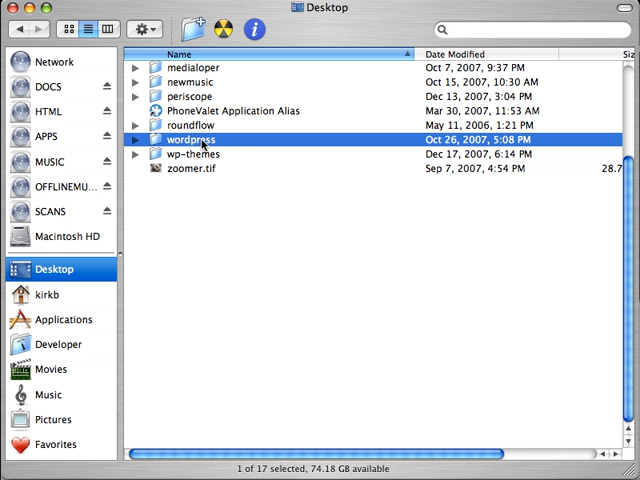 Desktop
Name Date Modified Siz
medialoper Oct 7, 2007, 9:37 PM
newmusic Oct 15, 2007, 10:30 AM
periscope Dec 13, 2007, 3:04 PM
PhoneValet Application Alias Mar 30, 2007, 11:53 AM
roundflow May 11, 2006, 1:21 PM
wordpress Oct 26, 2007, 5:08 PM
wp-themes Dec 17, 2007, 6:14 PM
zoomer.tif Sep 7, 2007, 4:54 PM 28.7
Network
DOCS
HTML
APPS
MUSIC
OFFLINEMU...
SCANS
Macintosh HD
Desktop
kirkb
Applications
Developer
Movies
Music
Pictures
Favorites
1 of 17 selected, 74.18 GB available